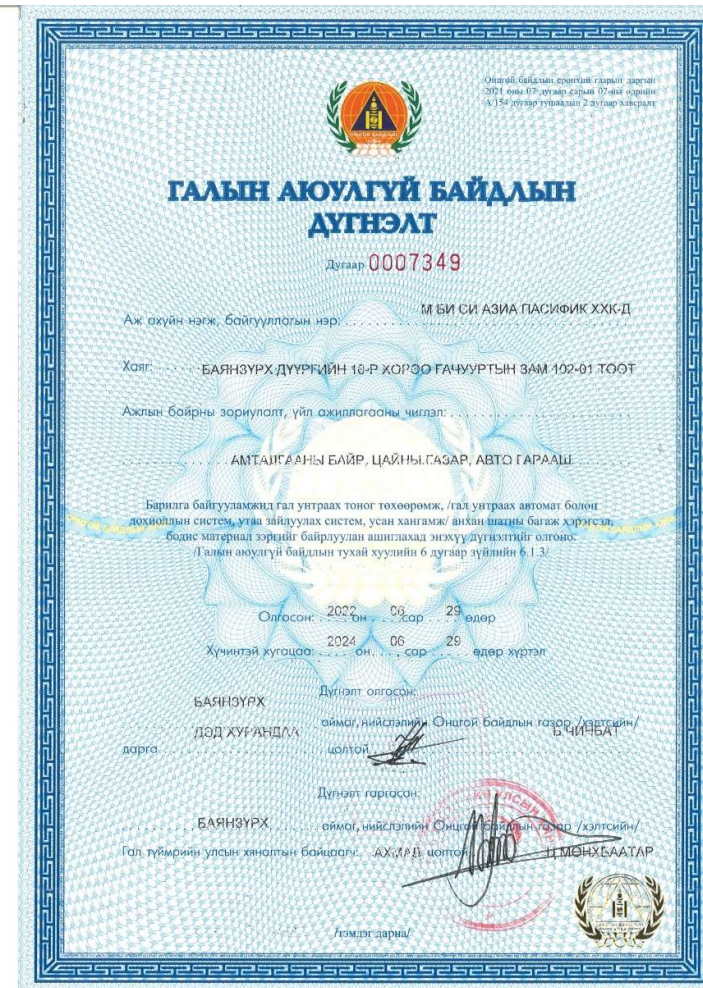 Онцгой байдлын ерөнхий газрын даргын
2021 оны 07 дугаар сарын 07-ны өдрийн
А/154 дугаар тушаалын 2 дугаар хавсралт
ОНЦГОЙ БАЙДАЛ
ГАЛЫН АЮУЛГҮЙ БАЙДЛЫН
ДҮГНЭЛТ
Дугаар 0007349
Аж ахуйн нэгж, байгууллагын нэр: М БИ СИ АЗИА ПАСИФИК ХХК-Д
Хаяг: БАЯНЗҮРХ ДҮҮРГИЙН 10-Р ХОРОО ГАЧУУРТЫН ЗАМ 102-01 ТООТ
Ажлын байрны зориулалт, үйл ажиллагааны чиглэл:
АМТАЛГААНЫ БАЙР, ЦАЙНЫ ГАЗАР, АВТО ГАРААШ
Барилга байгууламжид гал унтраах тоног төхөөрөмж, /гал унтраах автомат болон
дохиоллын систем, утаа зайлуулах систем, усан хангамж/ анхан шатны багаж хэрэгсэл,
бодис материал зэргийг байрлуулан ашиглахад энэхүү дүгнэлтийг олгоно.
/Галын аюулгүй байдлын тухай хуулийн 6 дугаар зүйлийн 6.1.3/
Олгосон: 2022 он 06 сар 29 өдөр
Хүчинтэй хугацаа: 2024 он 06 сар 29 өдөр хүртэл
Дүгнэлт олгосон:
БАЯНЗҮРХ аймаг, нийслэлийн Онцгой байдлын газар /хэлтсийн/
дарга ДЭД ХУРАНДАА цолтой Б.ЧИЧБАТ
Дүгнэлт гаргасан:
БАЯНЗҮРХ аймаг, нийслэлийн Онцгой байдлын газар /хэлтсийн/
Гал түймрийн улсын хяналтын байцаагч: АХМАД цолтой Ц.МӨНХБААТАР
/тэмдэг дарна/